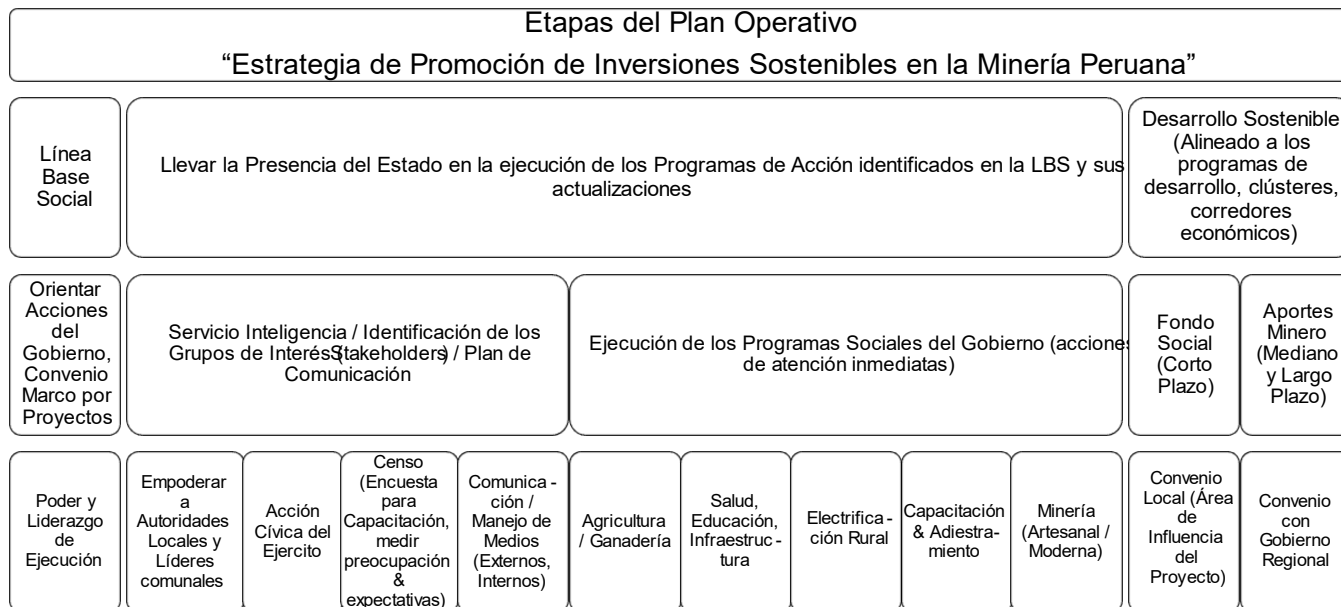 Etapas del Plan Operativo
“Estrategia de Promoción de Inversiones Sostenibles en la Minería Peruana”
Línea
Base
Social
Llevar la Presencia del Estado en la ejecución de los Programas de Acción identificados en la LBS y sus
actualizaciones
Desarrollo Sostenible
(Alineado a los
programas de
desarrollo, clústeres,
corredores
económicos)
Orientar
Acciones
del
Gobierno,
Convenio
Marco por
Proyectos
Servicio Inteligencia / Identificación de los
Grupos de Interés (Stakeholders) / Plan de
Comunicación
Ejecución de los Programas Sociales del Gobierno (acciones
de atención inmediatas)
Fondo
Social
(Corto
Plazo)
Aportes
Minero
(Mediano
y Largo
Plazo)
Poder y
Liderazgo
de
Ejecución
Empoderar
a
Autoridades
Locales y
Líderes
comunales
Acción
Cívica del
Ejercito
Censo
(Encuesta
para
Capacitación,
medir
preocupación
&
expectativas)
Comunica-
ción /
Manejo de
Medios
(Externos,
Internos)
Agricultura
/ Ganadería
Salud,
Educación,
Infraestruc-
tura
Electrifica-
ción Rural
Capacitación
& Adiestra-
miento
Minería
(Artesanal /
Moderna)
Convenio
Local (Área
de
Influencia
del
Proyecto)
Convenio
con
Gobierno
Regional